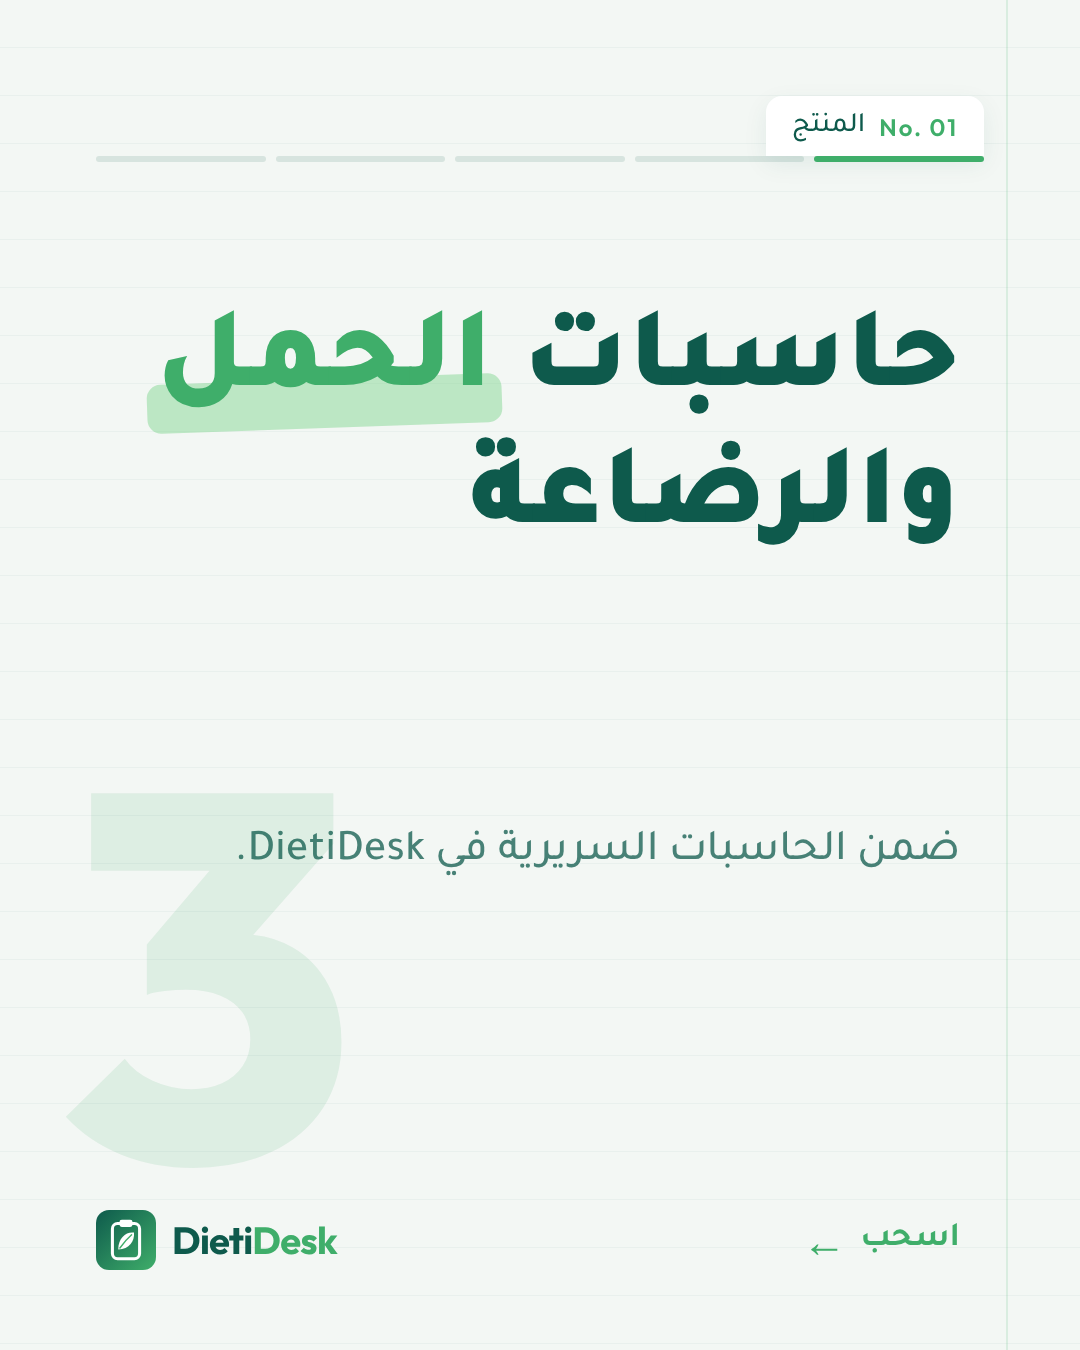 No. 01 المنتج
حاسبات الحمل
والرضاعة
ضمن الحاسبات السريرية في DietiDesk.
3
اسحب ←
DietiDesk